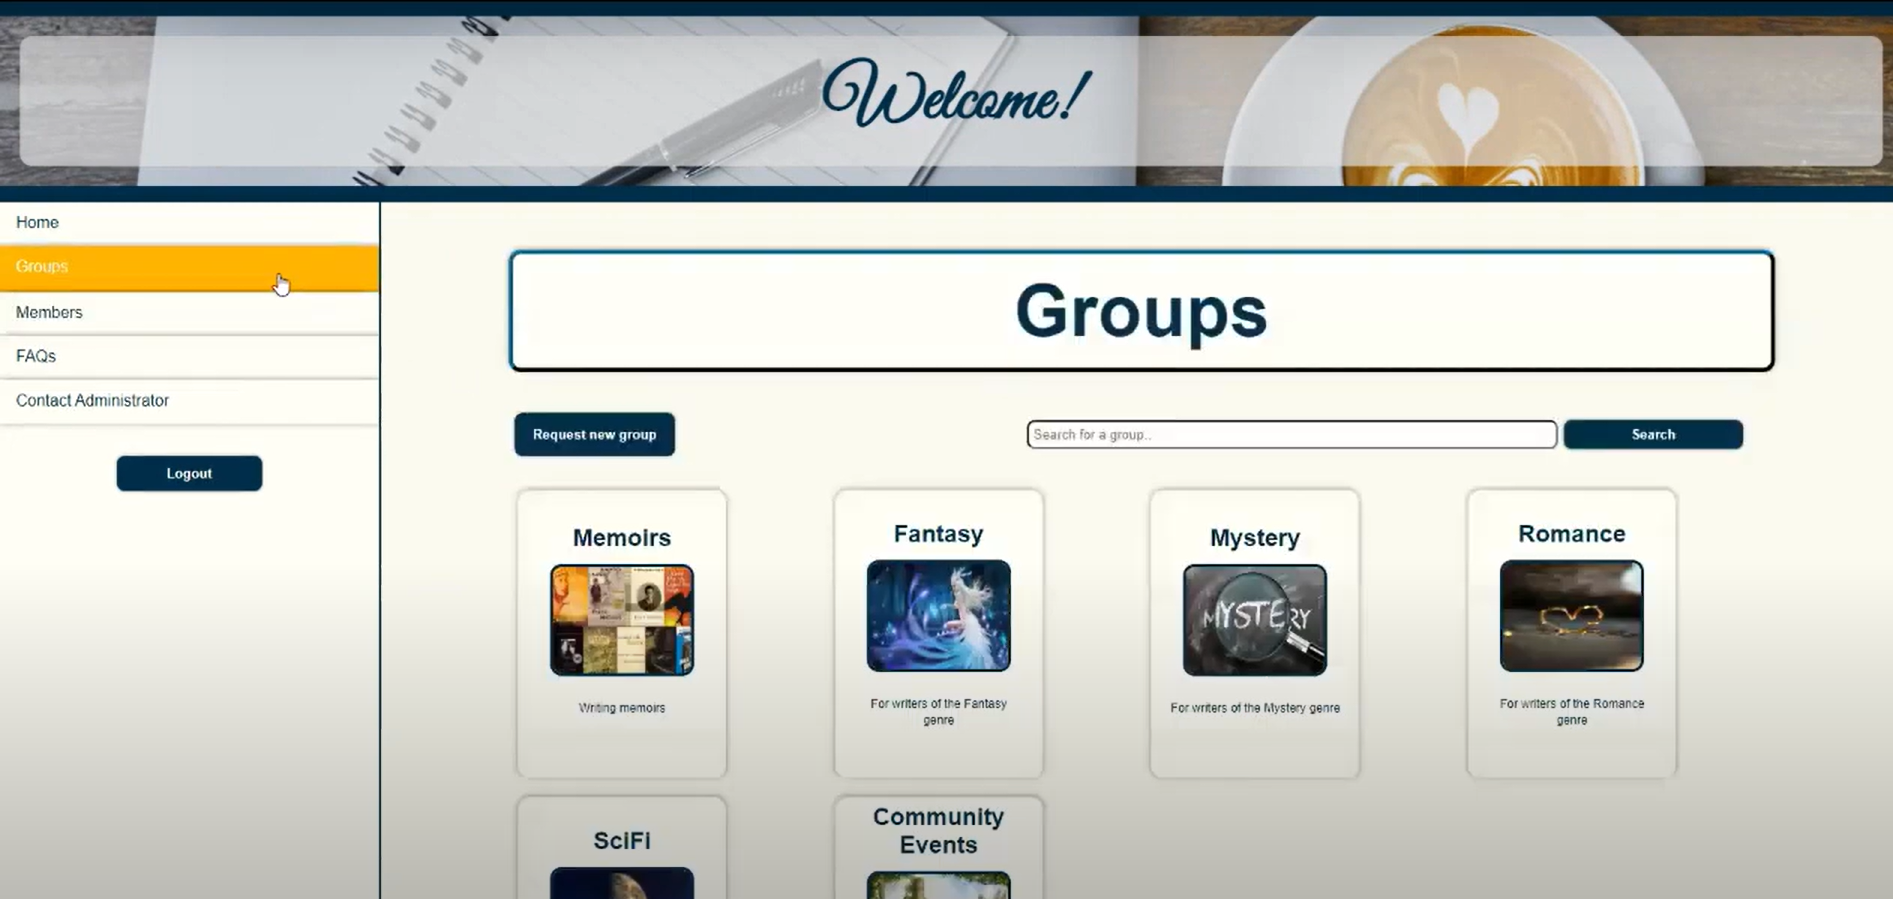 Welcome!
Home
Groups
Members
FAQs
Contact Administrator
Logout
Groups
Request new group
Search for a group..
Search
Memoirs
Fantasy
Mystery
Romance
MYSTERY
Writing memoirs
For writers of the Fantasy
genre
For writers of the Mystery genre
For writers of the Romance
genre
SciFi
Community
Events